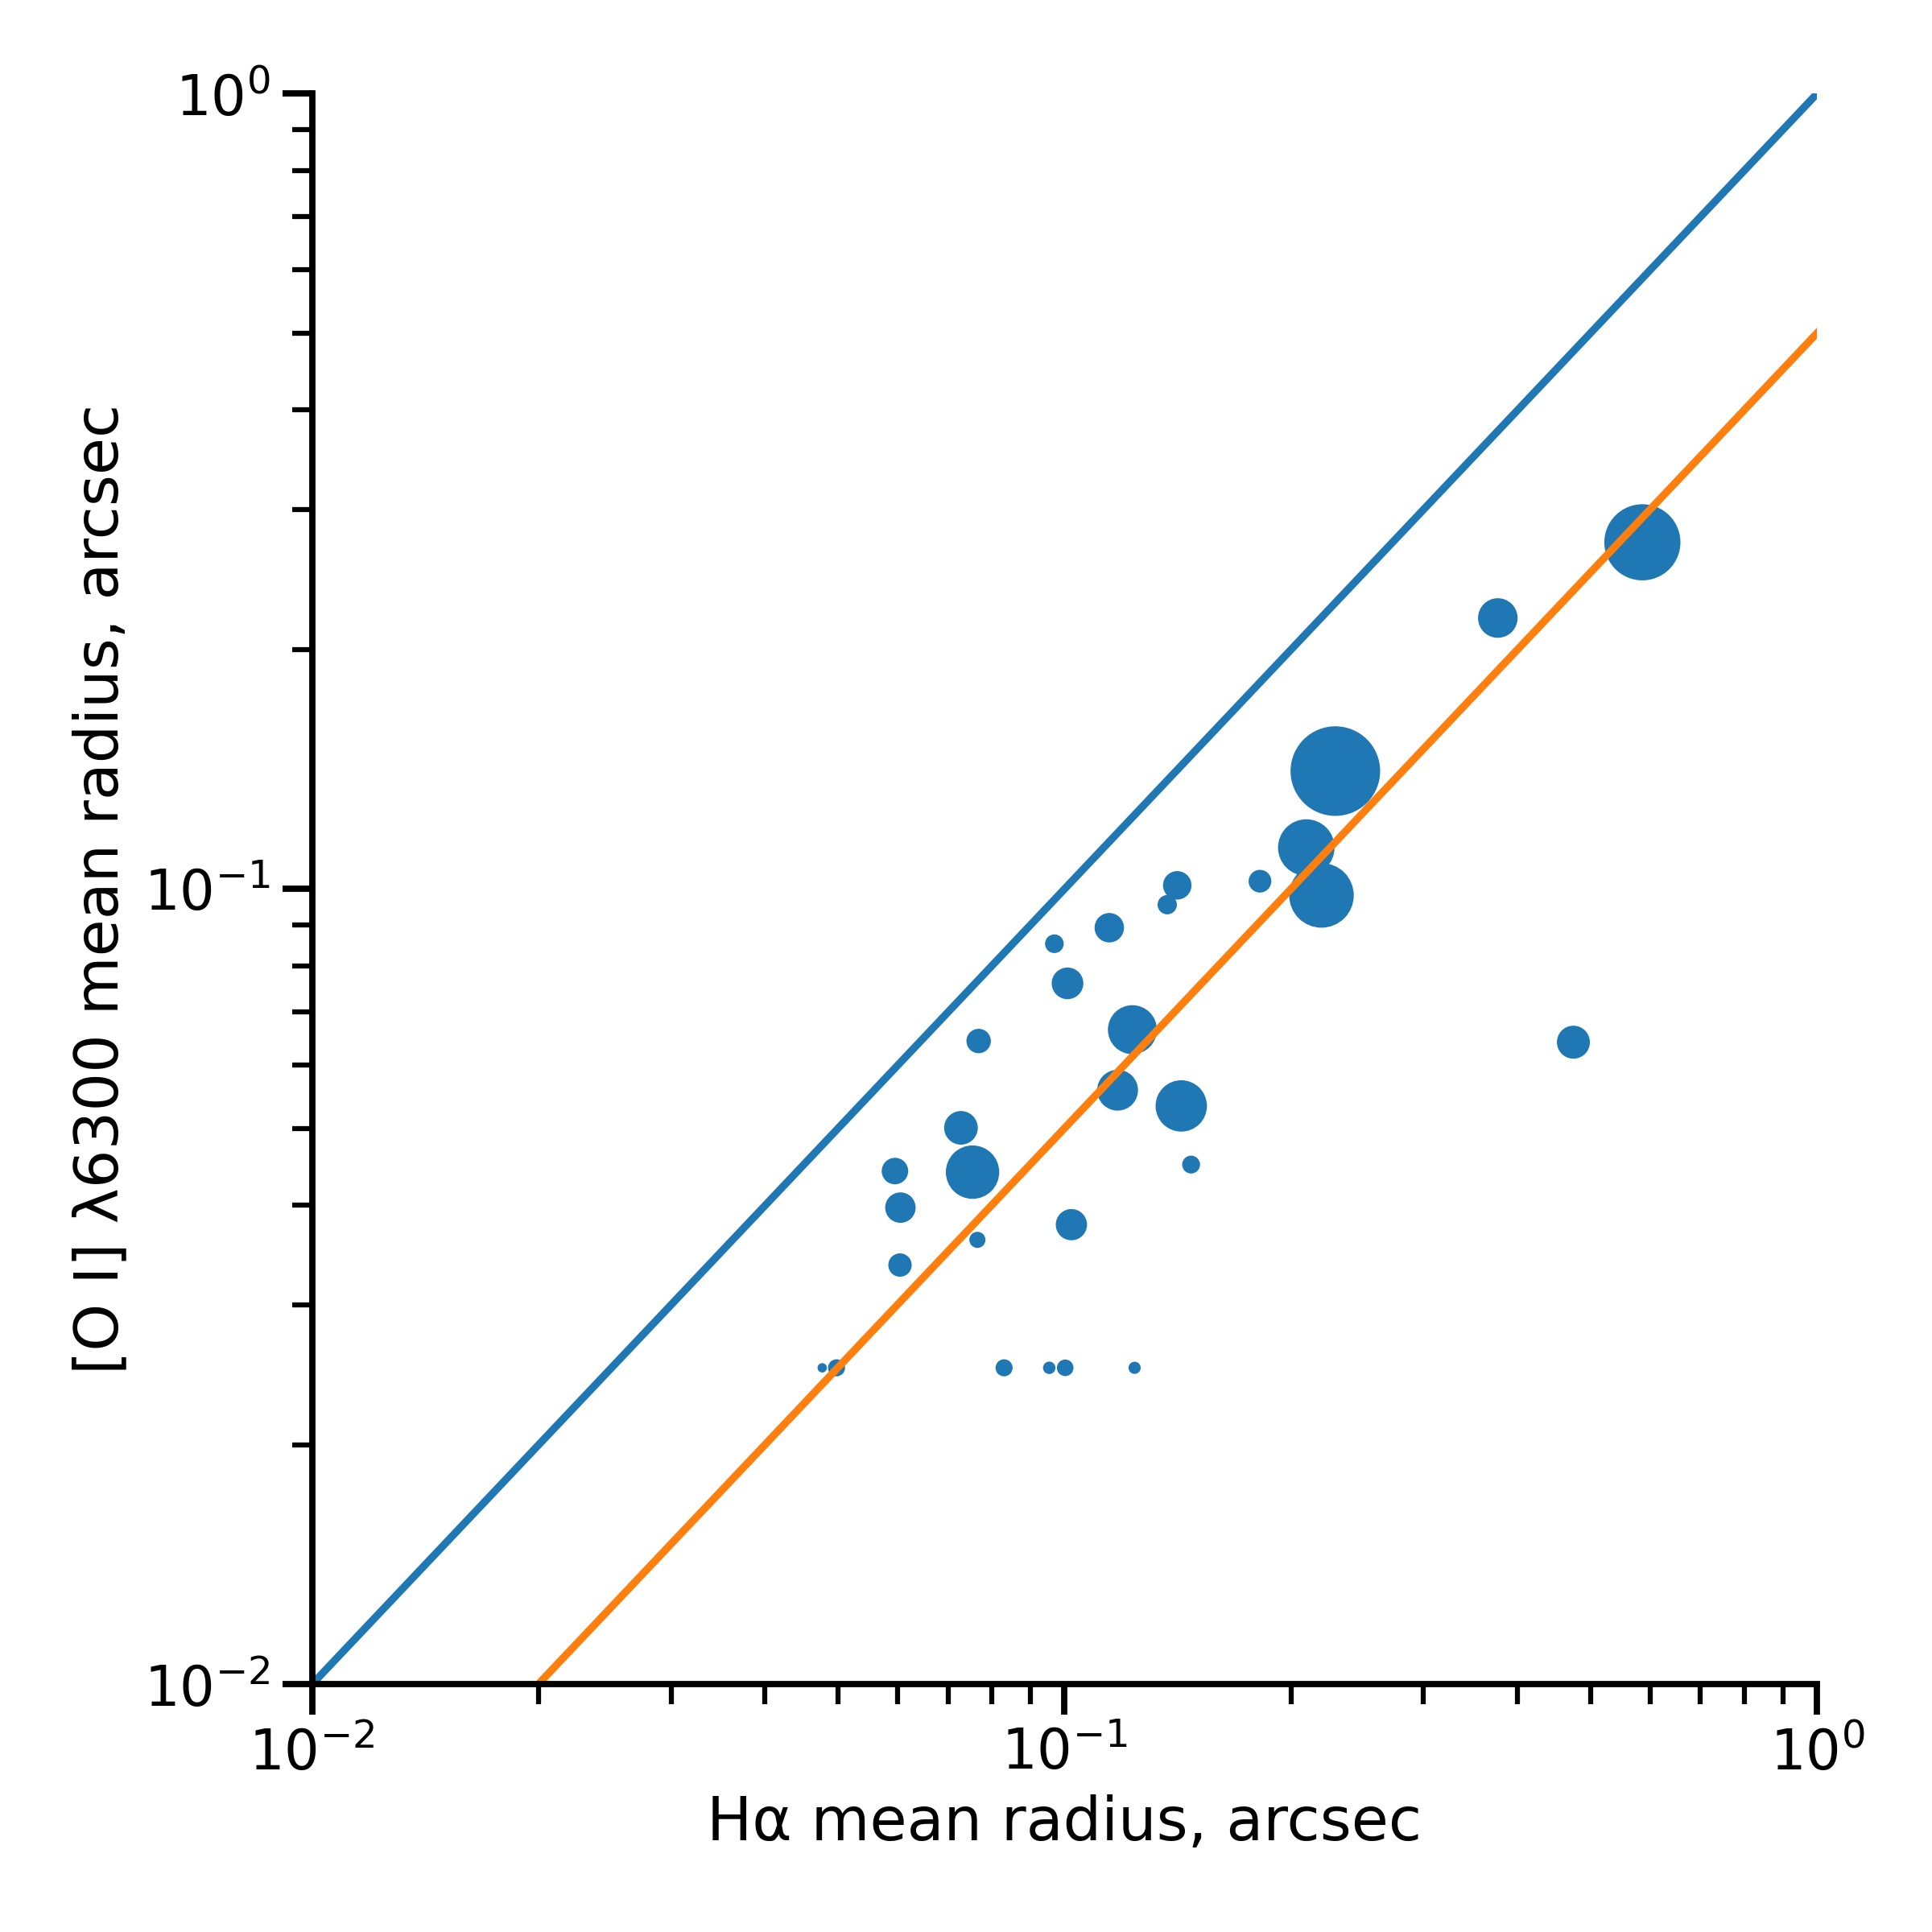 10⁰
[O I] λ6300 mean radius, arcsec
10⁻¹
10⁻²
10⁻² 10⁻¹ 10⁰
Hα mean radius, arcsec